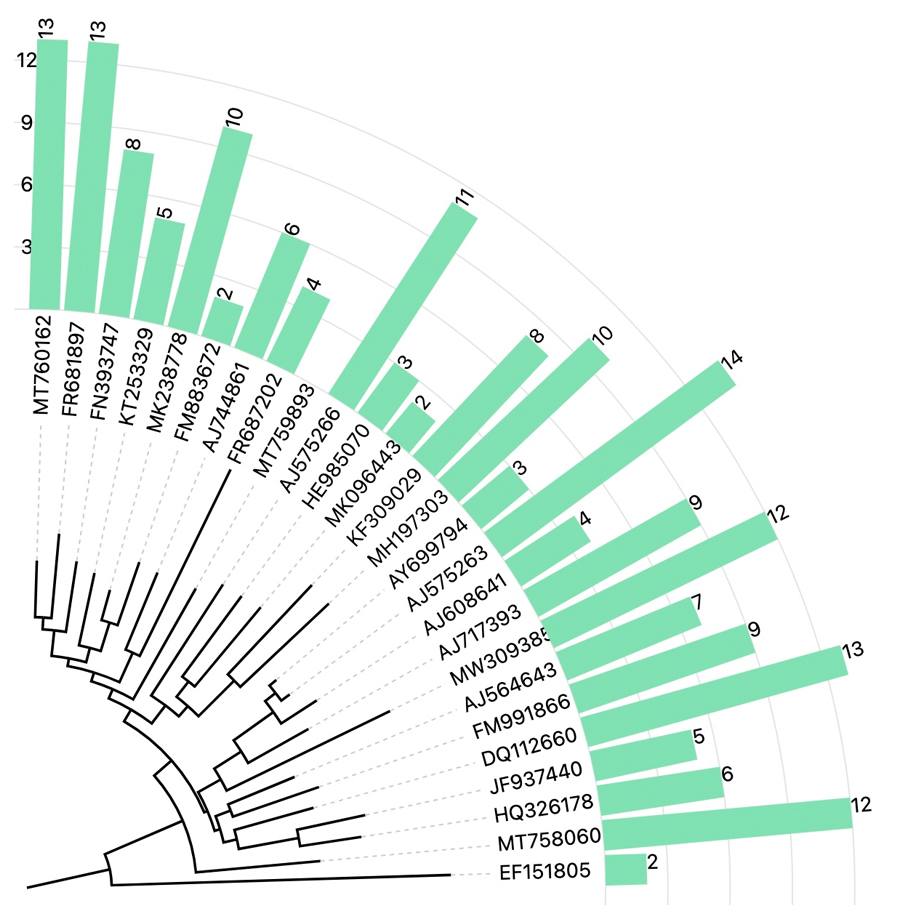 12
9
6
3
13
13
8
5
10
2
6
4
11
3
2
8
10
3
14
4
9
12
7
9
13
5
6
12
2
MT760162
FR681897
FN393747
KT253329
MK238778
FM883672
AJ744861
FR687202
MT759893
AJ575266
HE985070
MK096443
KF309029
MH197303
AY699794
AJ575263
AJ608641
AJ717393
MW309385
AJ564643
FM991866
DQ112660
JF937440
HQ326178
MT758060
EF151805